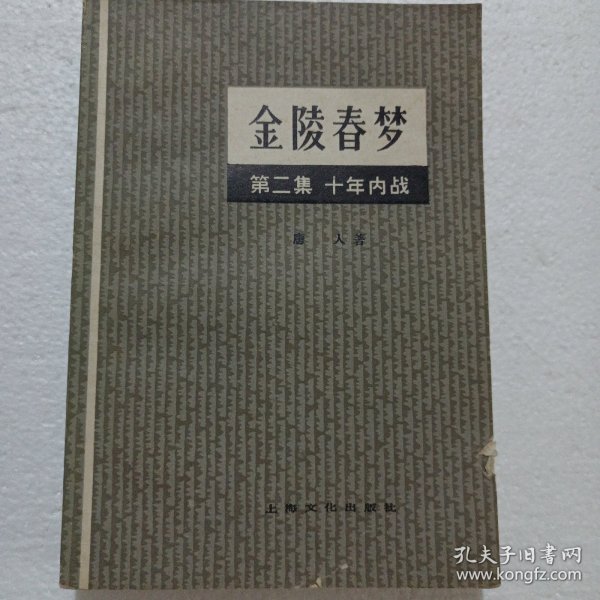 金陵春梦
第二集 十年内战
唐 人著
上海文化出版社
孔夫子旧书网
www.kongfz.com